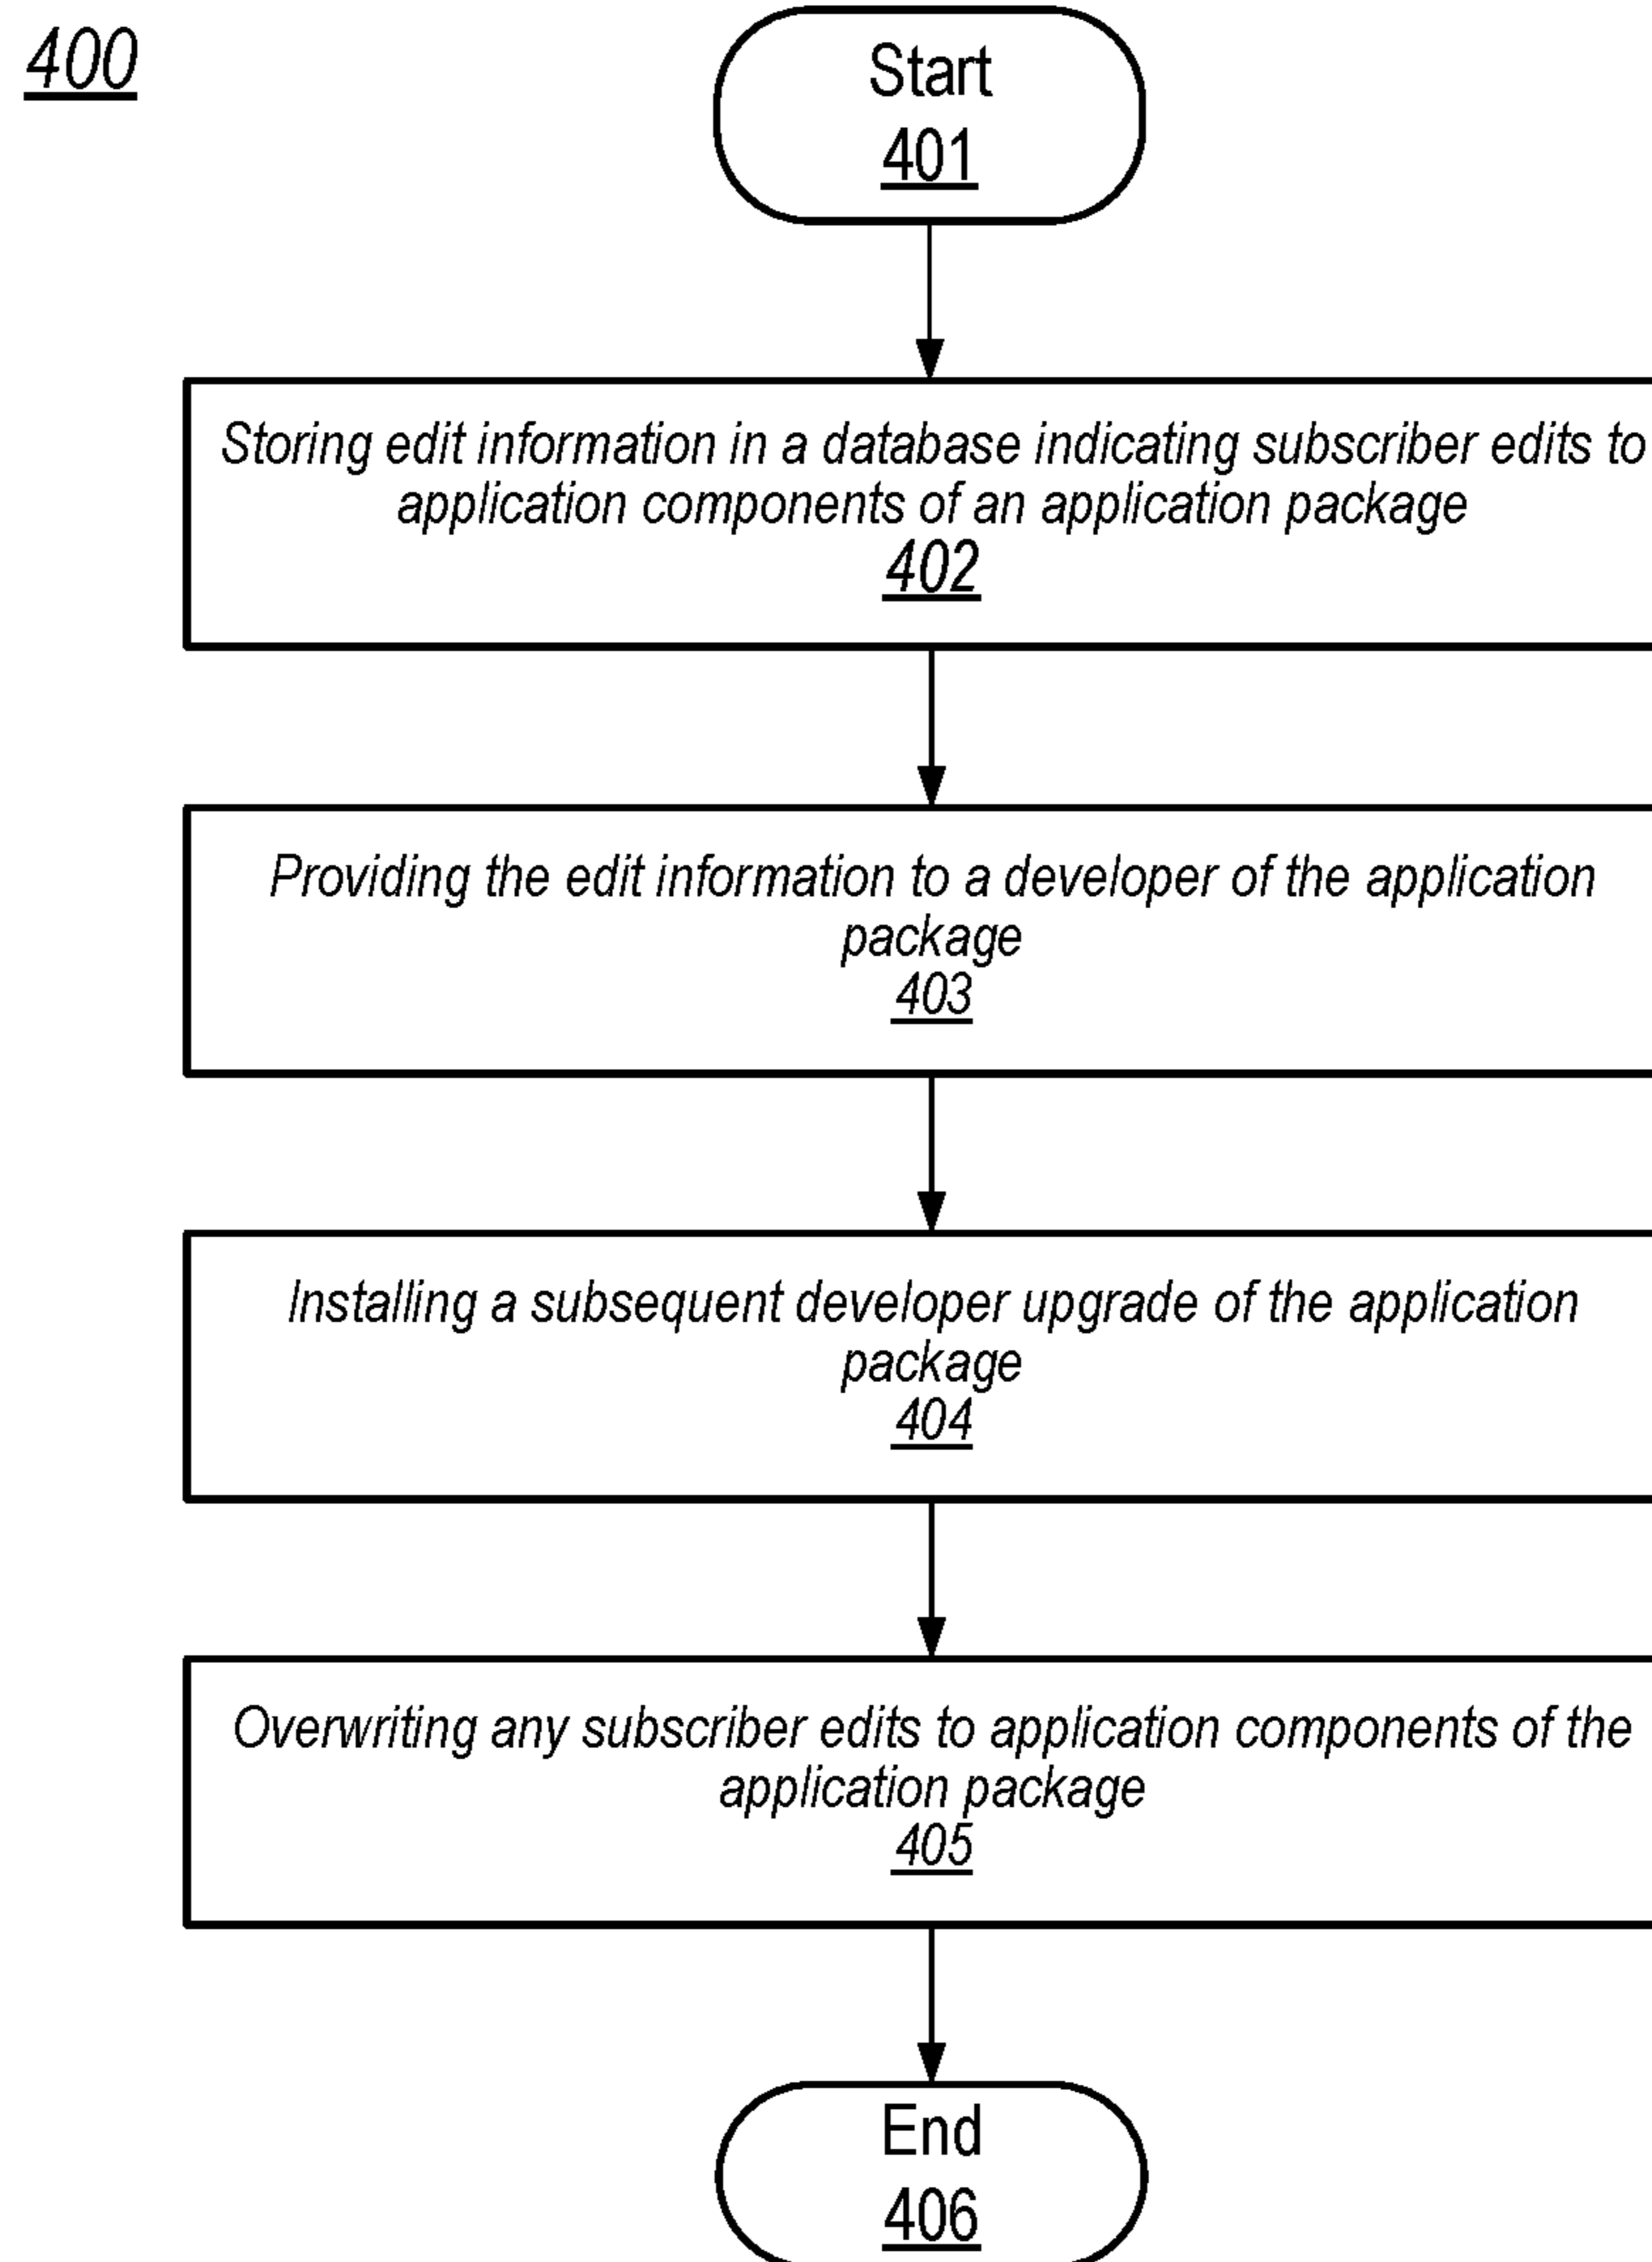 400
Start
401
Storing edit information in a database indicating subscriber edits to
application components of an application package
402
Providing the edit information to a developer of the application
package
403
Installing a subsequent developer upgrade of the application
package
404
Overwriting any subscriber edits to application components of the
application package
405
End
406